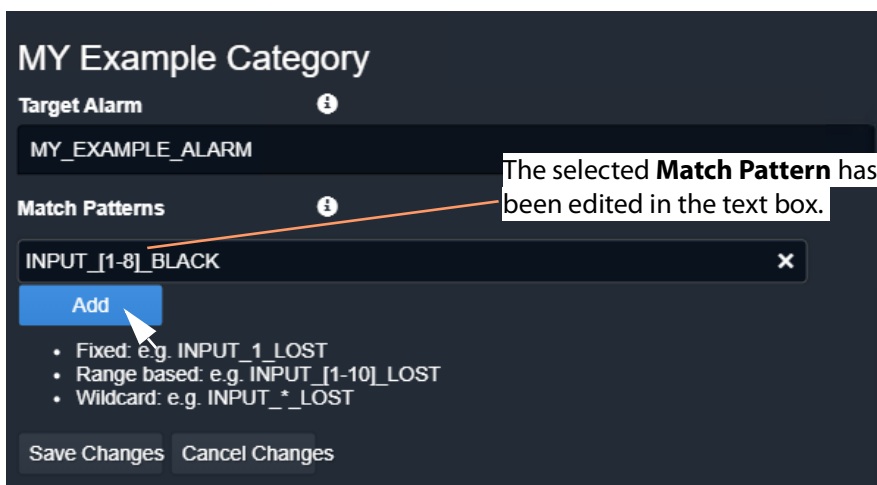 MY Example Category
Target Alarm
MY_EXAMPLE_ALARM
The selected Match Pattern has
been edited in the text box.
Match Patterns
INPUT_[1-8]_BLACK
Add
• Fixed: e.g. INPUT_1_LOST
• Range based: e.g. INPUT_[1-10]_LOST
• Wildcard: e.g. INPUT_*_LOST
Save Changes Cancel Changes